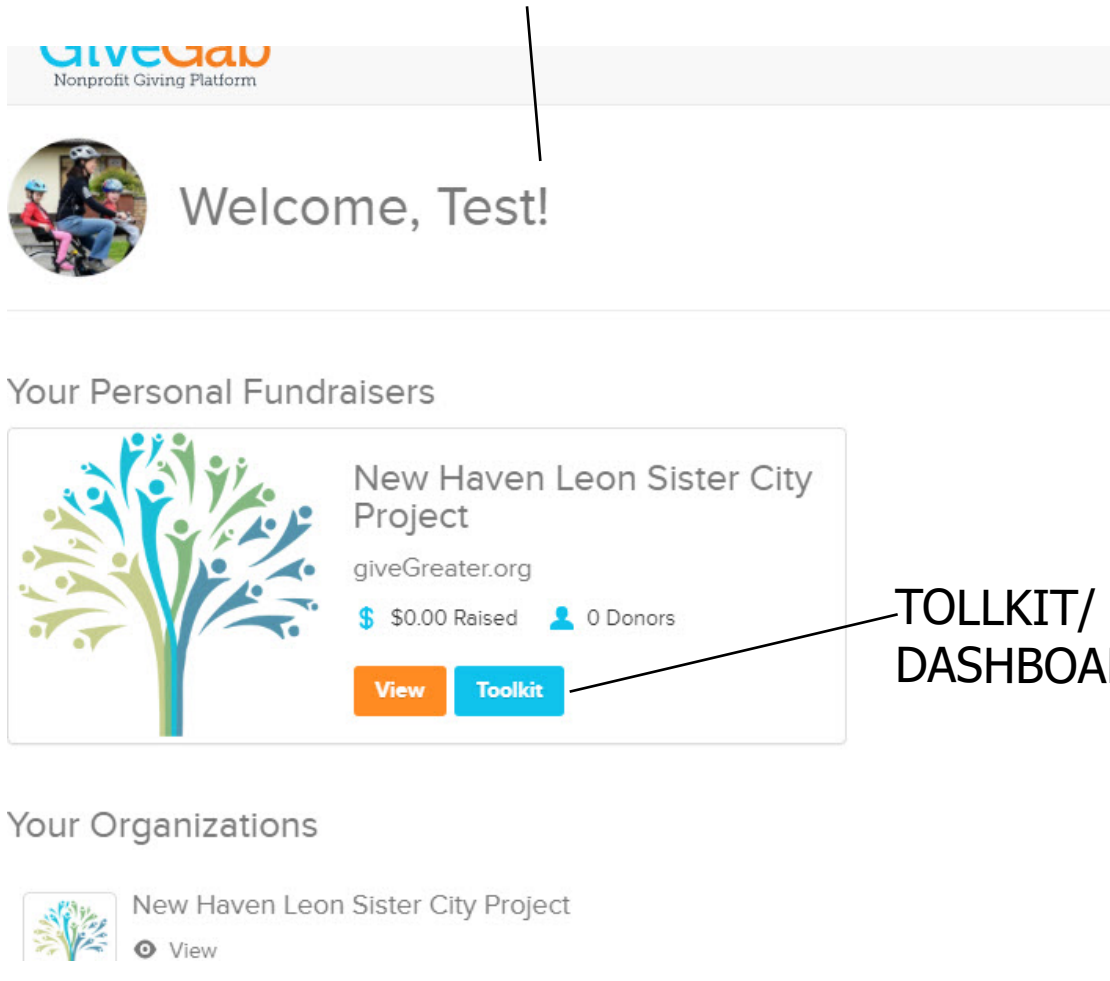 GiveGab
Nonprofit Giving Platform
Welcome, Test!
Your Personal Fundraisers
New Haven Leon Sister City
Project
giveGreater.org
$ $0.00 Raised 0 Donors
View Toolkit
TOLLKIT/
Your Organizations
New Haven Leon Sister City Project
View